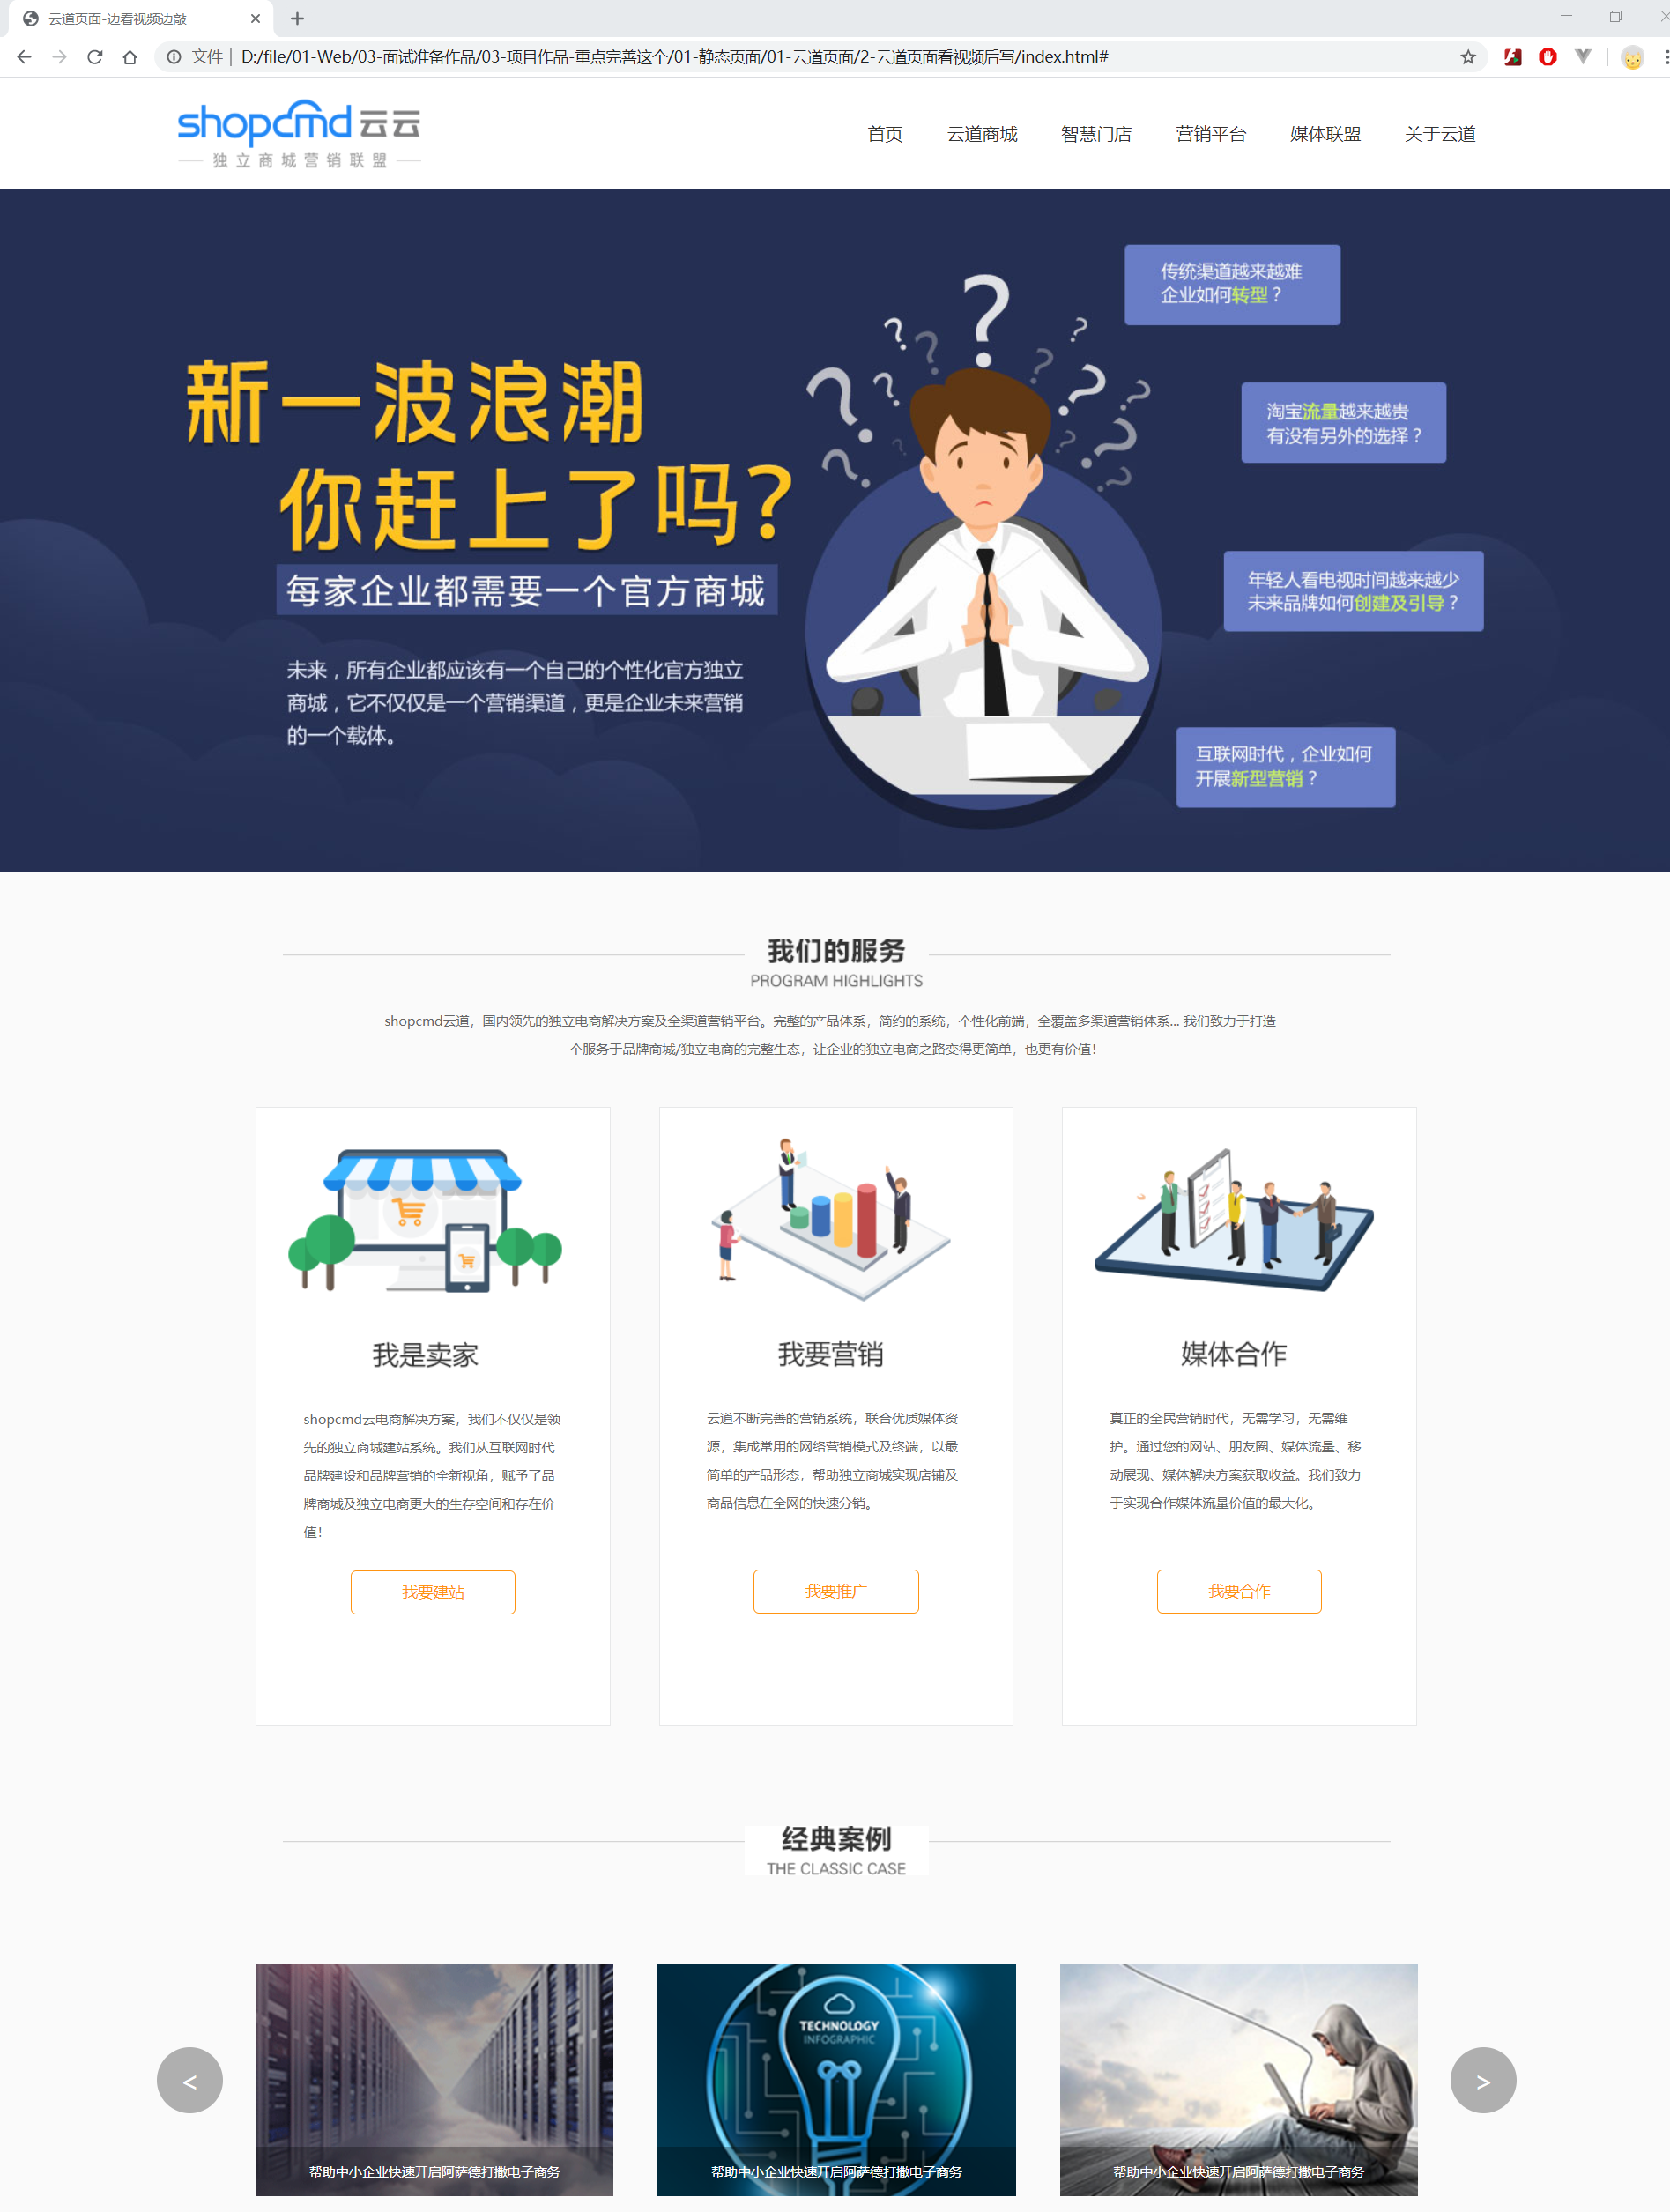 云道页面-边看视频边敲
文件 | D:/file/01-Web/03-面试准备作品/03-项目作品-重点完善这个/01-静态页面/01-云道页面/2-云道页面看视频后写/index.html#
shopcmd 云云
独立商城营销联盟
首页 云道商城 智慧门店 营销平台 媒体联盟 关于云道
传统渠道越来越难
企业如何转型？
新一波浪潮
你赶上了吗?
淘宝流量越来越贵
有没有另外的选择？
每家企业都需要一个官方商城
年轻人看电视时间越来越少
未来品牌如何创建及引导？
未来，所有企业都应该有一个自己的个性化官方独立
商城，它不仅仅是一个营销渠道，更是企业未来营销
的一个载体。
互联网时代，企业如何
开展新型营销？
我们的服务
PROGRAM HIGHLIGHTS
shopcmd云道，国内领先的独立电商解决方案及全渠道营销平台。完整的产品体系，简约的系统，个性化前端，全覆盖多渠道营销体系... 我们致力于打造一
个服务于品牌商城/独立电商的完整生态，让企业的独立电商之路变得更简单，也更有价值！
我是卖家
shopcmd云电商解决方案，我们不仅仅是领
先的独立商城建站系统。我们从互联网时代
品牌建设和品牌营销的全新视角，赋予了品
牌商城及独立电商更大的生存空间和存在价
值！
我要建站
我要营销
云道不断完善的营销系统，联合优质媒体资
源，集成常用的网络营销模式及终端，以最
简单的产品形态，帮助独立商城实现店铺及
商品信息在全网的快速分销。
我要推广
媒体合作
真正的全民营销时代，无需学习，无需维
护。通过您的网站、朋友圈、媒体流量、移
动展现、媒体解决方案获取收益。我们致力
于实现合作媒体流量价值的最大化。
我要合作
经典案例
THE CLASSIC CASE
TECHNOLOGY
INFOGRAPHIC
< >
帮助中小企业快速开启阿萨德打撒电子商务
帮助中小企业快速开启阿萨德打撒电子商务
帮助中小企业快速开启阿萨德打撒电子商务